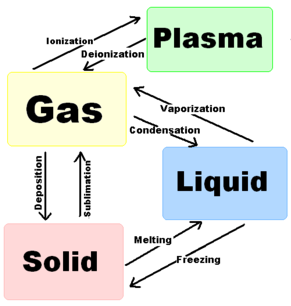 Ionization
Plasma
Deionization
Gas
Vaporization
Condensation
Deposition
Sublimation
Liquid
Melting
Solid
Freezing